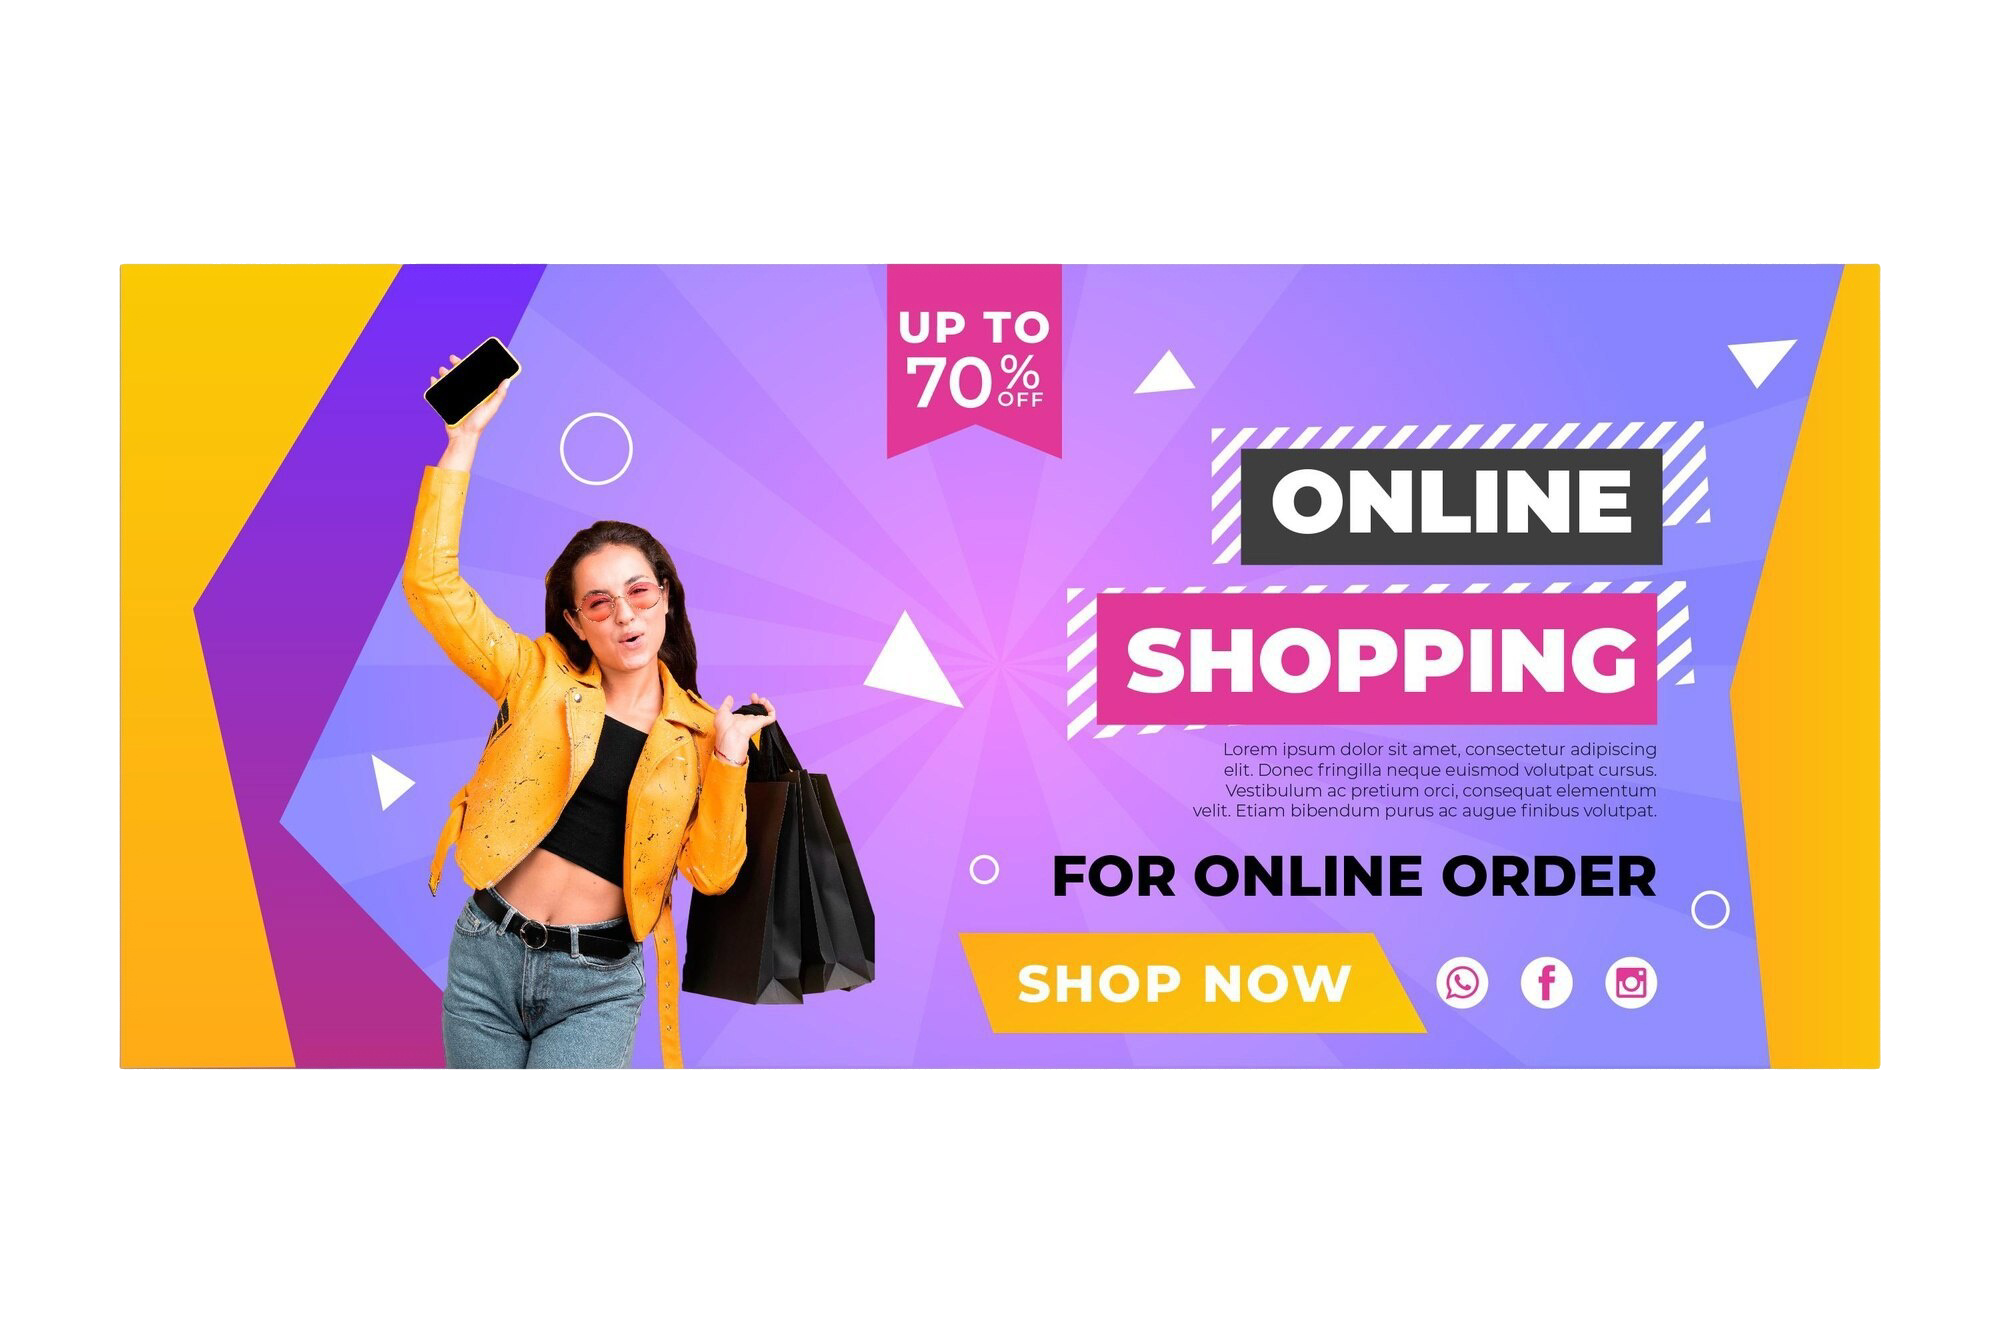 UP TO
70%
OFF
ONLINE
SHOPPING
Lorem ipsum dolor sit amet, consectetur adipiscing
elit. Donec fringilla neque euismod volutpat cursus.
Vestibulum ac pretium orci, consequat elementum
velit. Etiam bibendum purus ac augue finibus volutpat.
FOR ONLINE ORDER
SHOP NOW